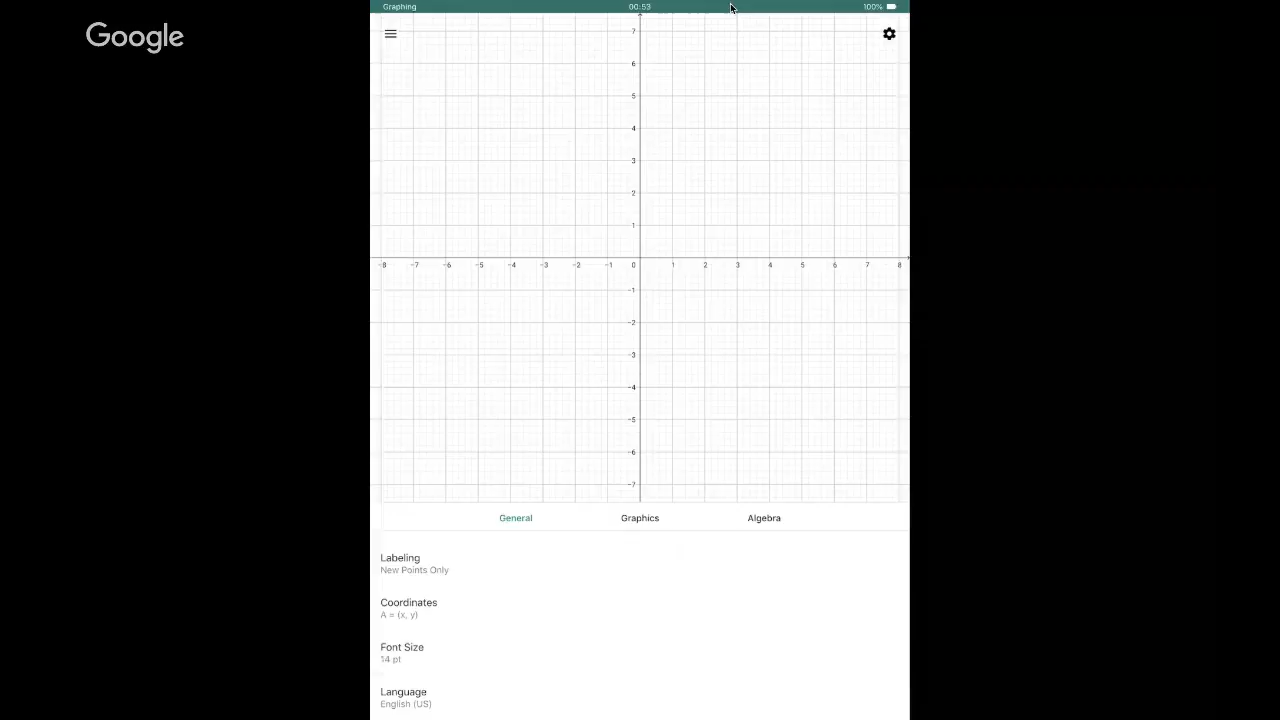 Graphing 00:53 100%
Google
7
6
5
4
3
2
1
-8 -7 -6 -5 -4 -3 -2 -1 0 1 2 3 4 5 6 7 8
-1
-2
-3
-4
-5
-6
-7
General Graphics Algebra
Labeling
New Points Only
Coordinates
A = (x, y)
Font Size
14 pt
Language
English (US)